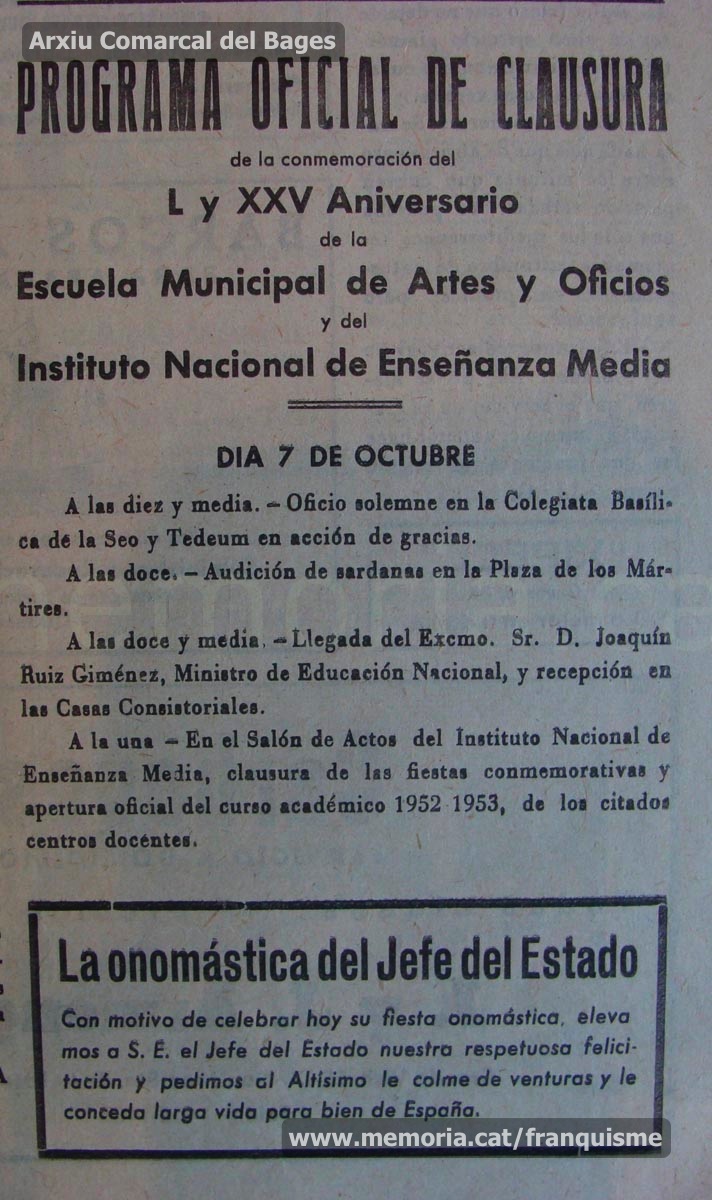 Arxiu Comarcal del Bages
PROGRAMA OFICIAL DE CLAUSURA
de la conmemoración del
L y XXV Aniversario
de la
Escuela Municipal de Artes y Oficios
y del
Instituto Nacional de Enseñanza Media
DIA 7 DE OCTUBRE
A las diez y media. – Oficio solemne en la Colegiata Basíli-
ca de la Seo y Tedeum en acción de gracias.
A las doce. – Audición de sardanas en la Plaza de los Már-
tires.
A las doce y media. – Llegada del Excmo. Sr. D. Joaquín
Ruiz Giménez, Ministro de Educación Nacional, y recepción en
las Casas Consistoriales.
A la una – En el Salón de Actos del Instituto Nacional de
Enseñanza Media, clausura de las fiestas conmemorativas y
apertura oficial del curso académico 1952 1953, de los citados
centros docentes.
La onomástica del Jefe del Estado
Con motivo de celebrar hoy su fiesta onomástica, eleva
mos a S. E. el Jefe del Estado nuestra respetuosa felici-
tación y pedimos al Altísimo le colme de venturas y le
conceda larga vida para bien de España.
www.memoria.cat/franquisme